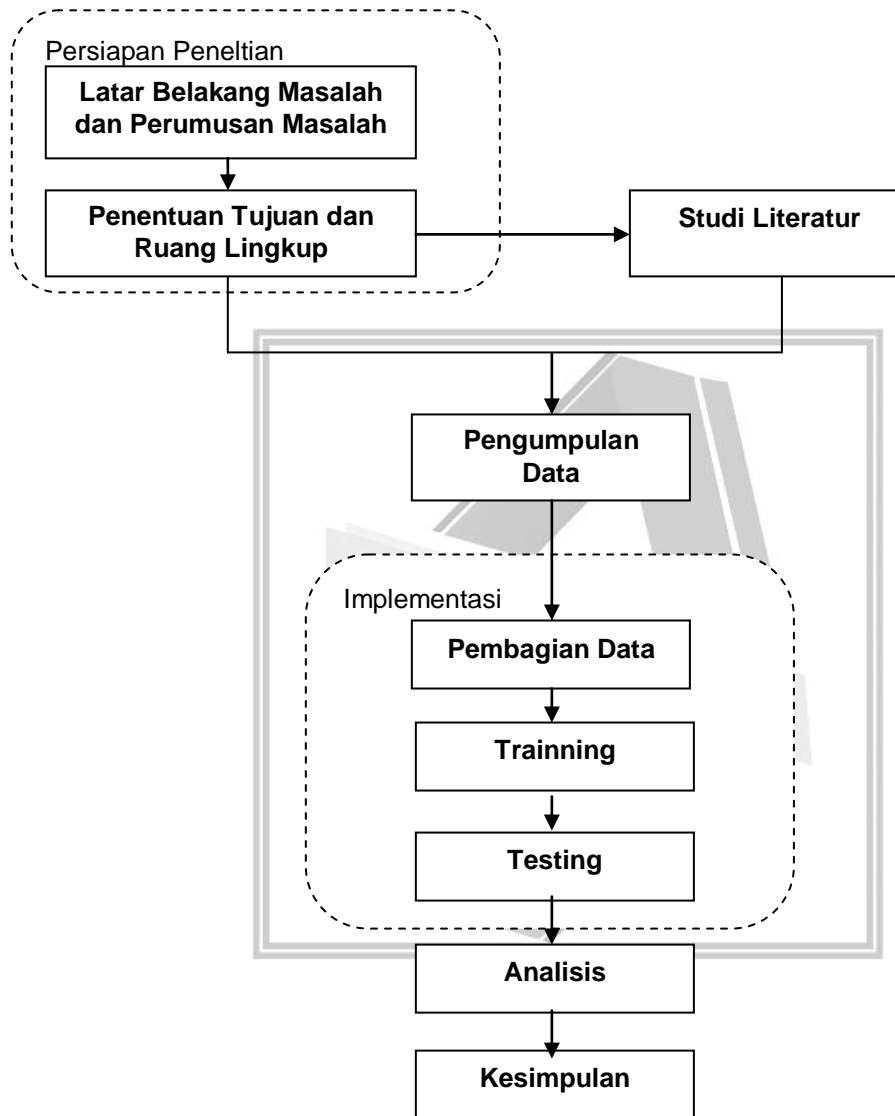 Persiapan Peneltian
Latar Belakang Masalah
dan Perumusan Masalah
Penentuan Tujuan dan
Ruang Lingkup
Studi Literatur
Pengumpulan
Data
Implementasi
Pembagian Data
Trainning
Testing
Analisis
Kesimpulan